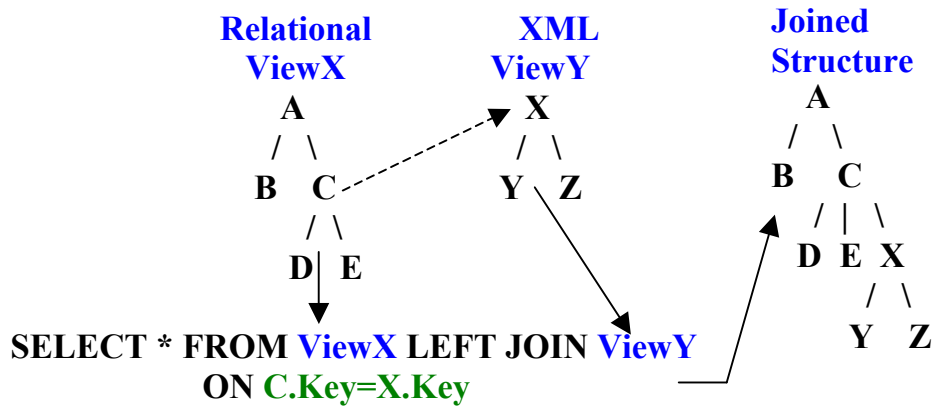 Relational
ViewX
A
/ \
B C
/ \
D E
XML
ViewY
X
/ \
Y Z
Joined
Structure
A
/ \
B C
/ | \
D E X
/ \
Y Z
SELECT * FROM ViewX LEFT JOIN ViewY
ON C.Key=X.Key